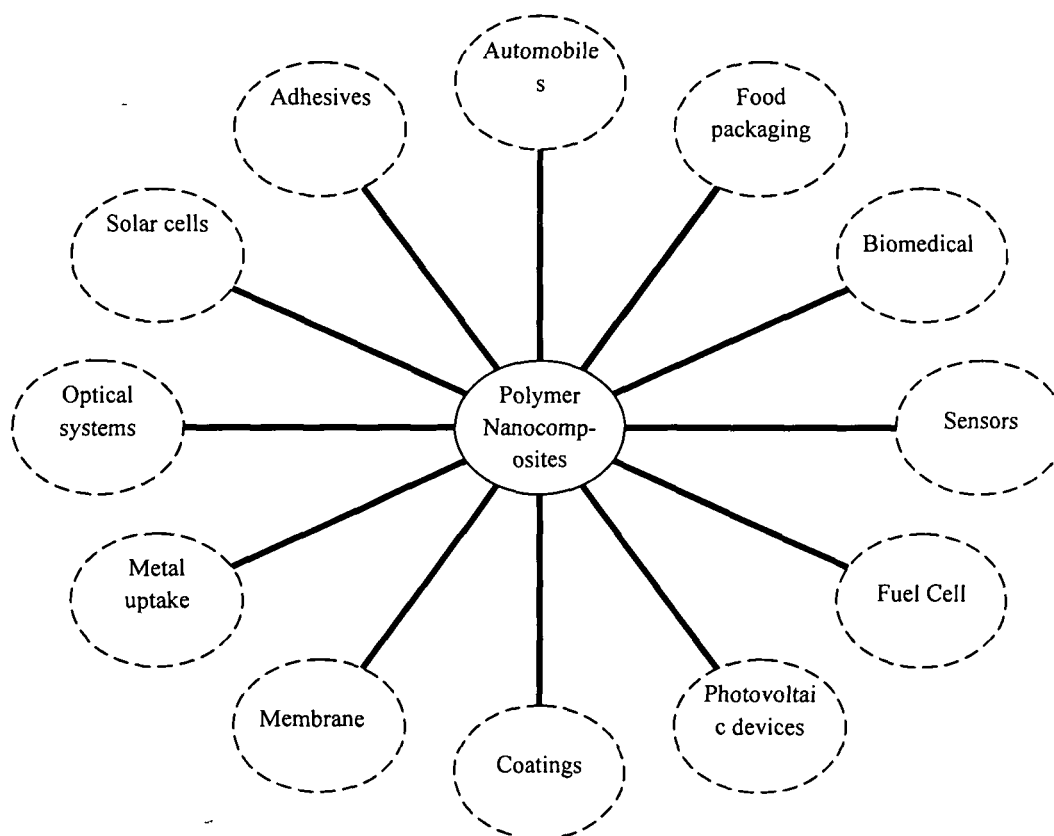 Automobile
s
Adhesives
Food
packaging
Solar cells
Biomedical
Optical
systems
Polymer
Nanocomp-
osites
Sensors
Metal
uptake
Fuel Cell
Membrane
Photovoltai
c devices
Coatings